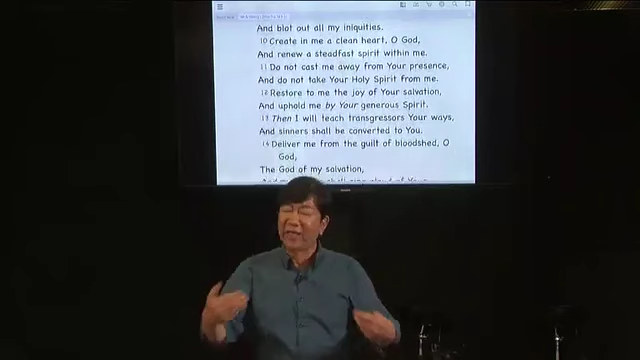 And blot out all my iniquities.
10 Create in me a clean heart, O God,
And renew a steadfast spirit within me.
11 Do not cast me away from Your presence,
And do not take Your Holy Spirit from me.
12 Restore to me the joy of Your salvation,
And uphold me by Your generous Spirit.
13 Then I will teach transgressors Your ways,
And sinners shall be converted to You.
14 Deliver me from the guilt of bloodshed, O
God,
The God of my salvation,